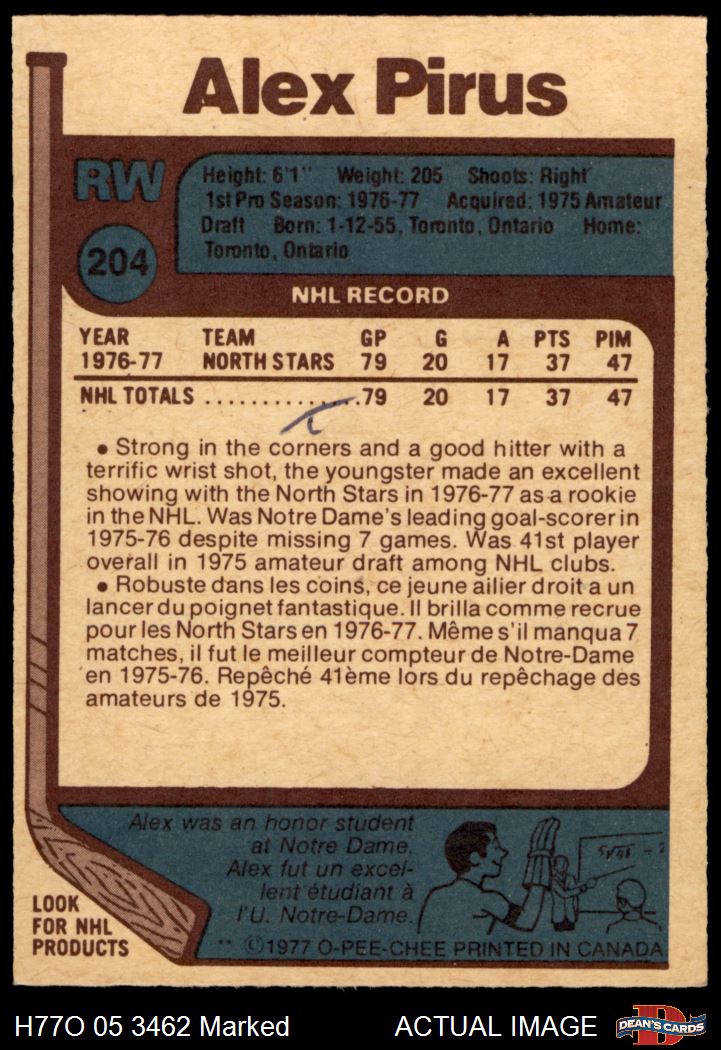 Alex Pirus
RW
204
Height: 6'1" Weight: 205 Shoots: Right
1st Pro Season: 1976-77 Acquired: 1975 Amateur
Draft Born: 1-12-55, Toronto, Ontario Home:
Toronto, Ontario
NHL RECORD
YEAR TEAM GP G A PTS PIM
1976-77 NORTH STARS 79 20 17 37 47
NHL TOTALS ..............79 20 17 37 47
• Strong in the corners and a good hitter with a
terrific wrist shot, the youngster made an excellent
showing with the North Stars in 1976-77 as a rookie
in the NHL. Was Notre Dame's leading goal-scorer in
1975-76 despite missing 7 games. Was 41st player
overall in 1975 amateur draft among NHL clubs.
• Robuste dans les coins, ce jeune ailier droit a un
lancer du poignet fantastique. Il brilla comme recrue
pour les North Stars en 1976-77. Même s'il manqua 7
matches, il fut le meilleur compteur de Notre-Dame
en 1975-76. Repêché 41ème lors du repêchage des
amateurs de 1975.
Alex was an honor student
at Notre Dame.
Alex fut un excel-
lent étudiant à
l'U. Notre-Dame.
LOOK
FOR NHL
PRODUCTS
** ©1977 O-PEE-CHEE PRINTED IN CANADA
H77O 05 3462 Marked ACTUAL IMAGE
DEAN'S CARDS